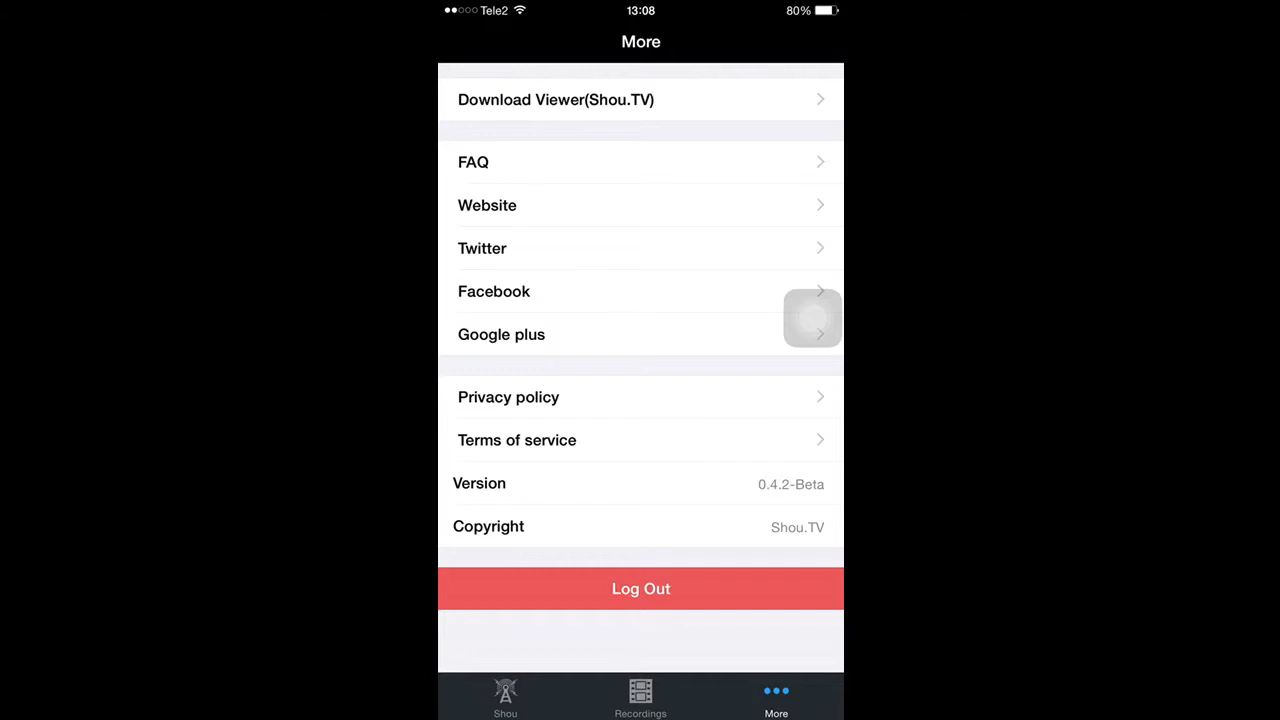 Tele2 13:08 80%
More
Download Viewer(Shou.TV)
FAQ
Website
Twitter
Facebook
Google plus
Privacy policy
Terms of service
Version 0.4.2-Beta
Copyright Shou.TV
Log Out
Shou Recordings More